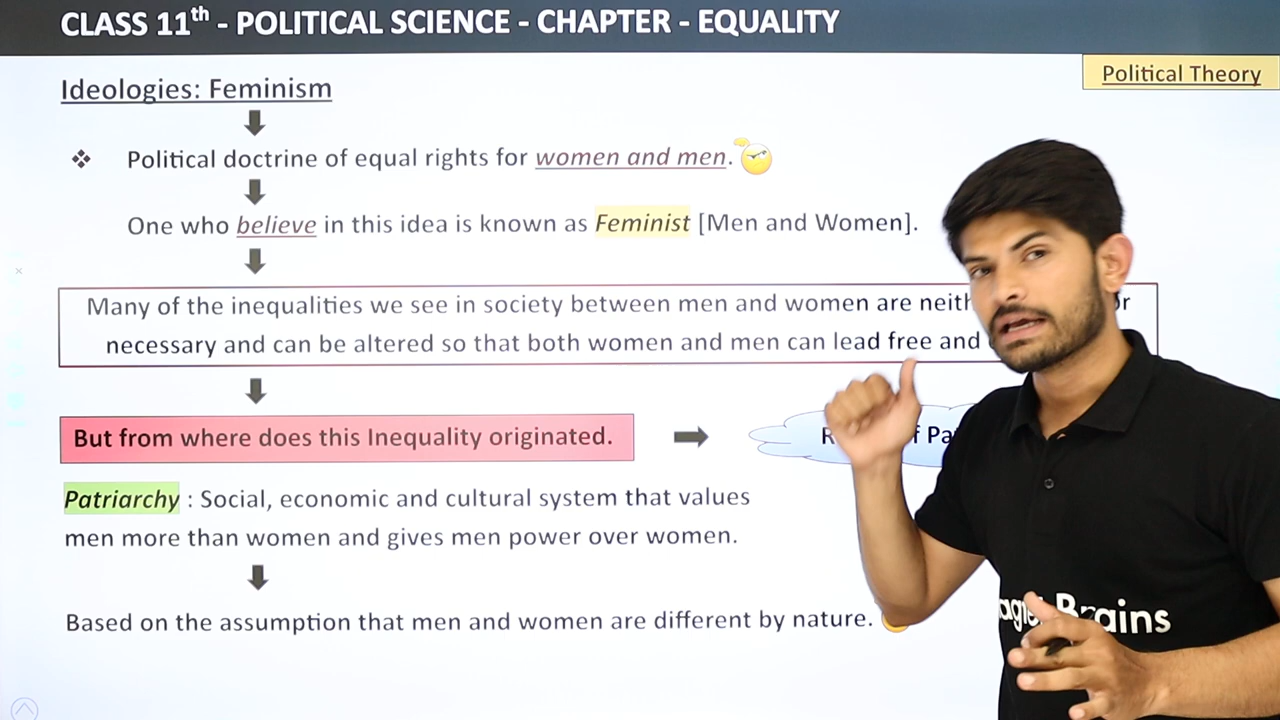 CLASS 11th - POLITICAL SCIENCE - CHAPTER - EQUALITY
Political Theory
Ideologies: Feminism
Political doctrine of equal rights for women and men.
One who believe in this idea is known as Feminist [Men and Women].
Many of the inequalities we see in society between men and women are
necessary and can be altered so that both women and men can lead free and
But from where does this Inequality originated.
Patriarchy : Social, economic and cultural system that values
men more than women and gives men power over women.
Based on the assumption that men and women are different by nature.
Brains